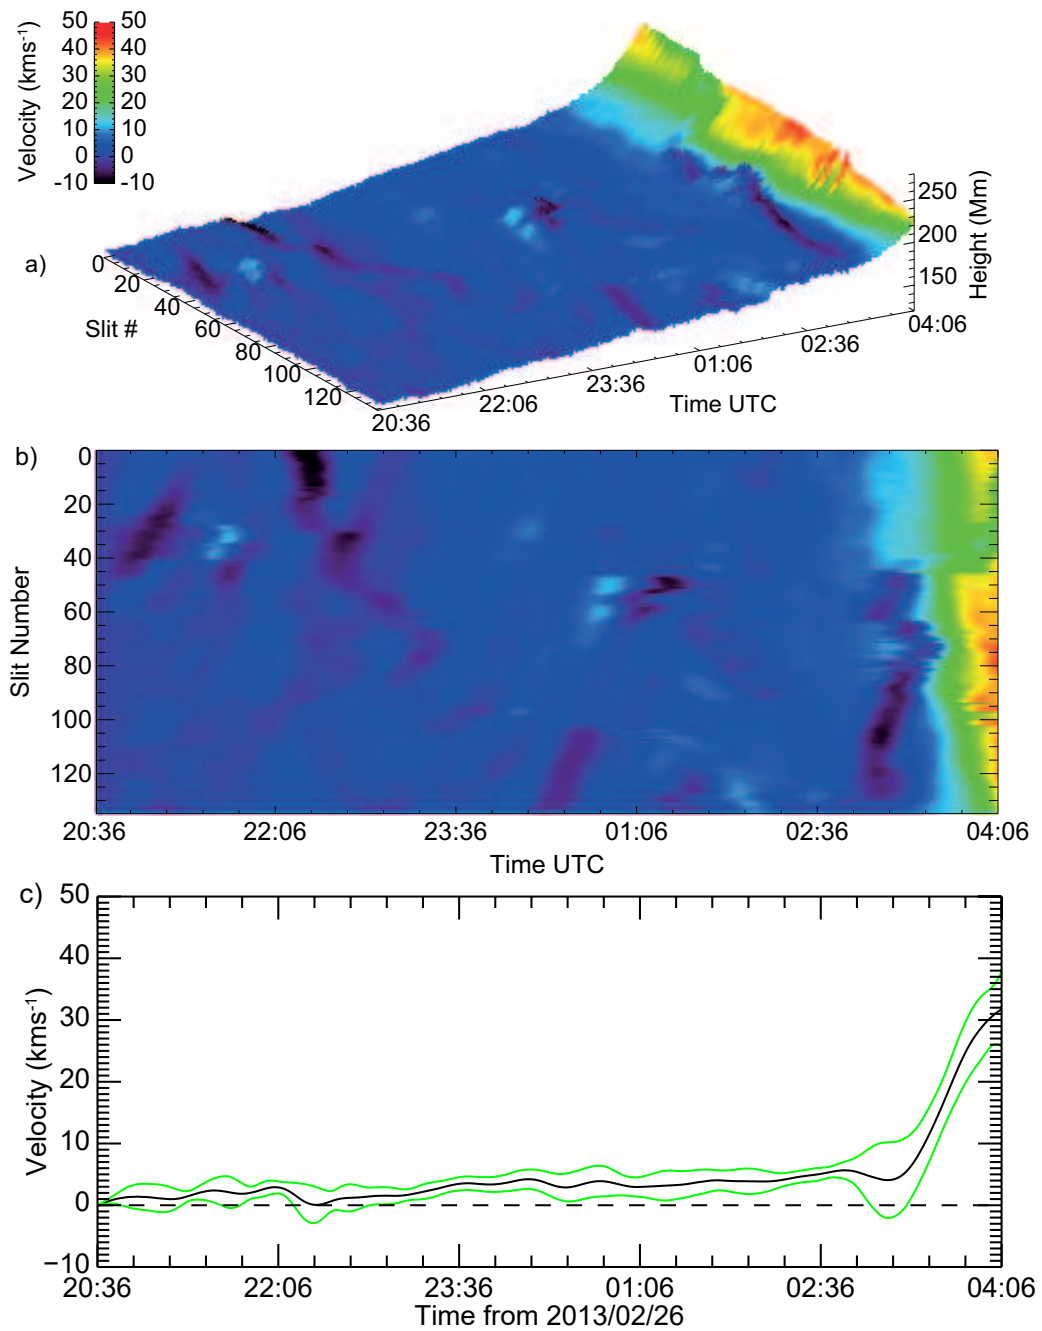 50 50
40 40
30 30
20 20
10 10
0 0
-10 -10
Velocity (kms-1)
a)
0
20
40
60
80
100
120
Slit #
20:36
22:06
23:36
01:06
02:36
04:06
Time UTC
250
200
150
Height (Mm)
b)
0
20
40
60
80
100
120
Slit Number
20:36 22:06 23:36 01:06 02:36 04:06
Time UTC
c)
50
40
30
20
10
0
−10
Velocity (kms-1)
20:36 22:06 23:36 01:06 02:36 04:06
Time from 2013/02/26